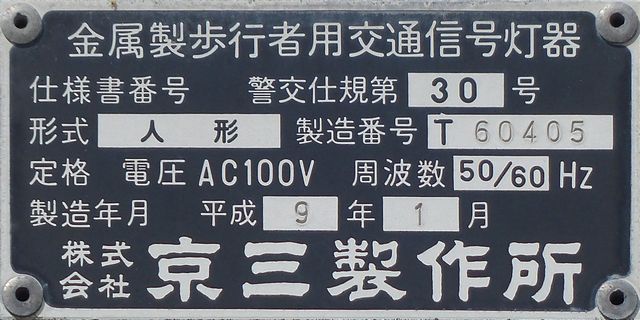 金属製歩行者用交通信号灯器
仕様書番号 警交仕規第 30 号
形式 人形 製造番号 T 60405
定格 電圧 AC100V 周波数 50/60 Hz
製造年月 平成 9 年 1 月
株式会社 京三製作所